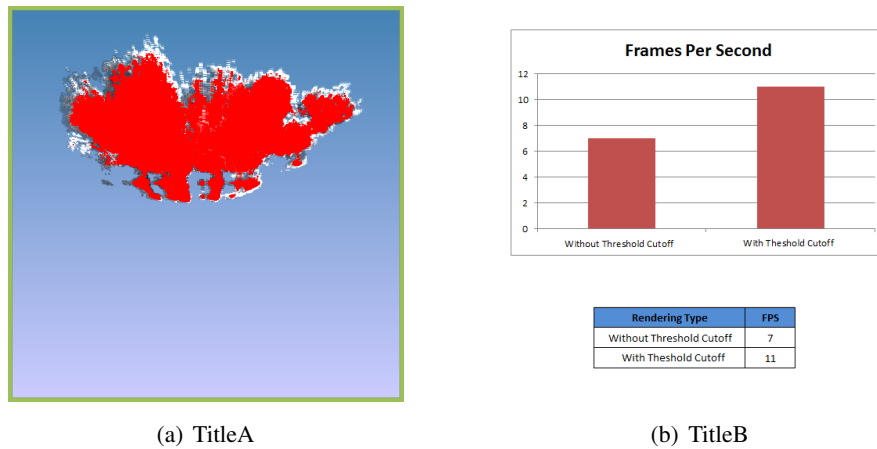 Frames Per Second
12
10
8
6
4
2
0
Without Threshold Cutoff
With Theshold Cutoff
Rendering Type FPS
Without Threshold Cutoff 7
With Theshold Cutoff 11
(a) TitleA
(b) TitleB